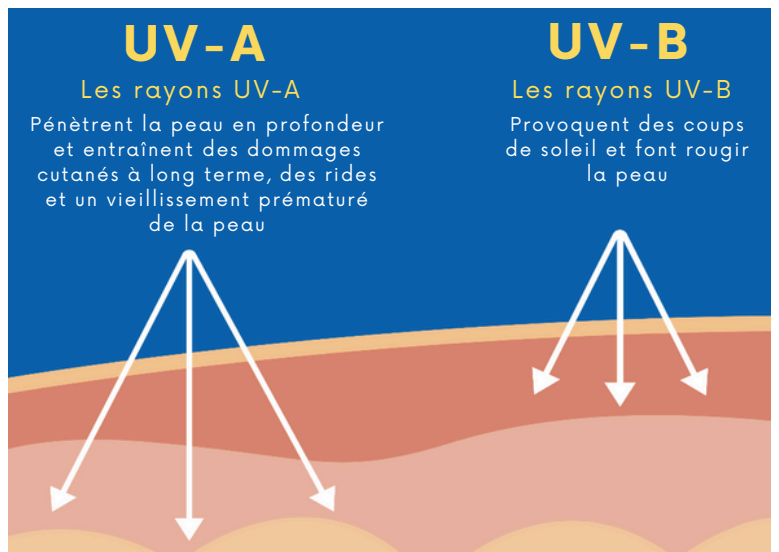 UV-A
Les rayons UV-A
Pénètrent la peau en profondeur
et entraînent des dommages
cutanés à long terme, des rides
et un vieillissement prématuré
de la peau
UV-B
Les rayons UV-B
Provoquent des coups
de soleil et font rougir
la peau